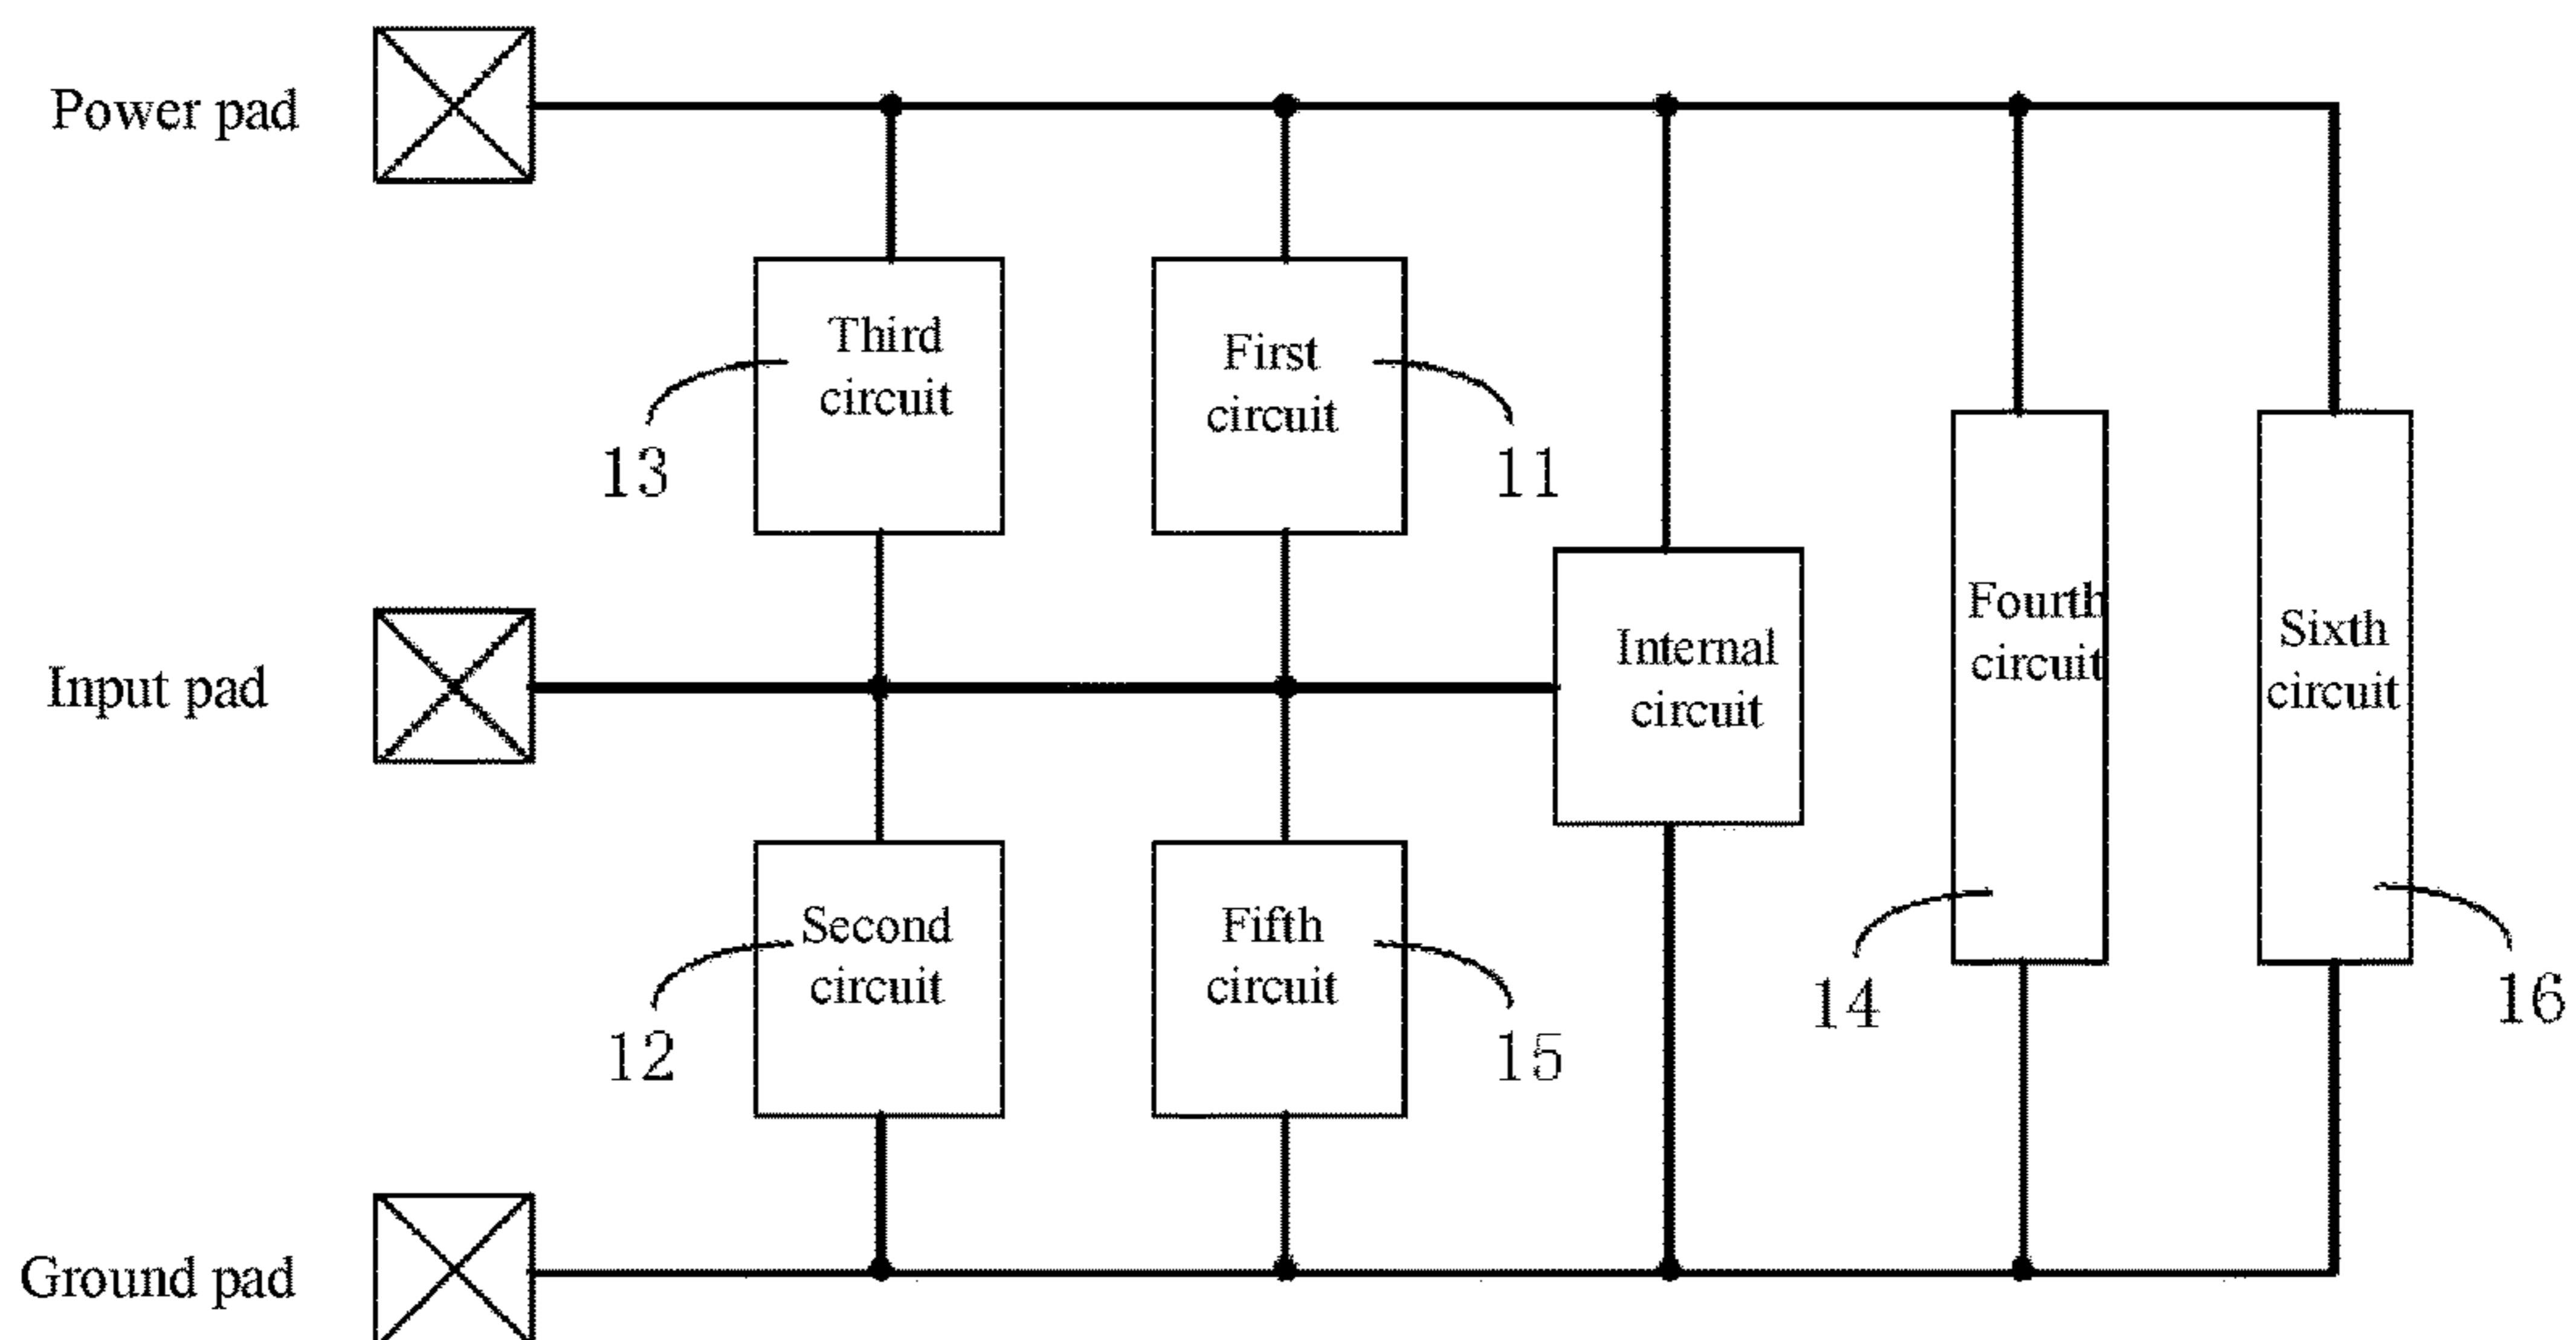 Power pad
Third
circuit
13
First
circuit
11
Input pad
Internal
circuit
Fourth
circuit
Sixth
circuit
Second
circuit
12
Fifth
circuit
15
14
16
Ground pad